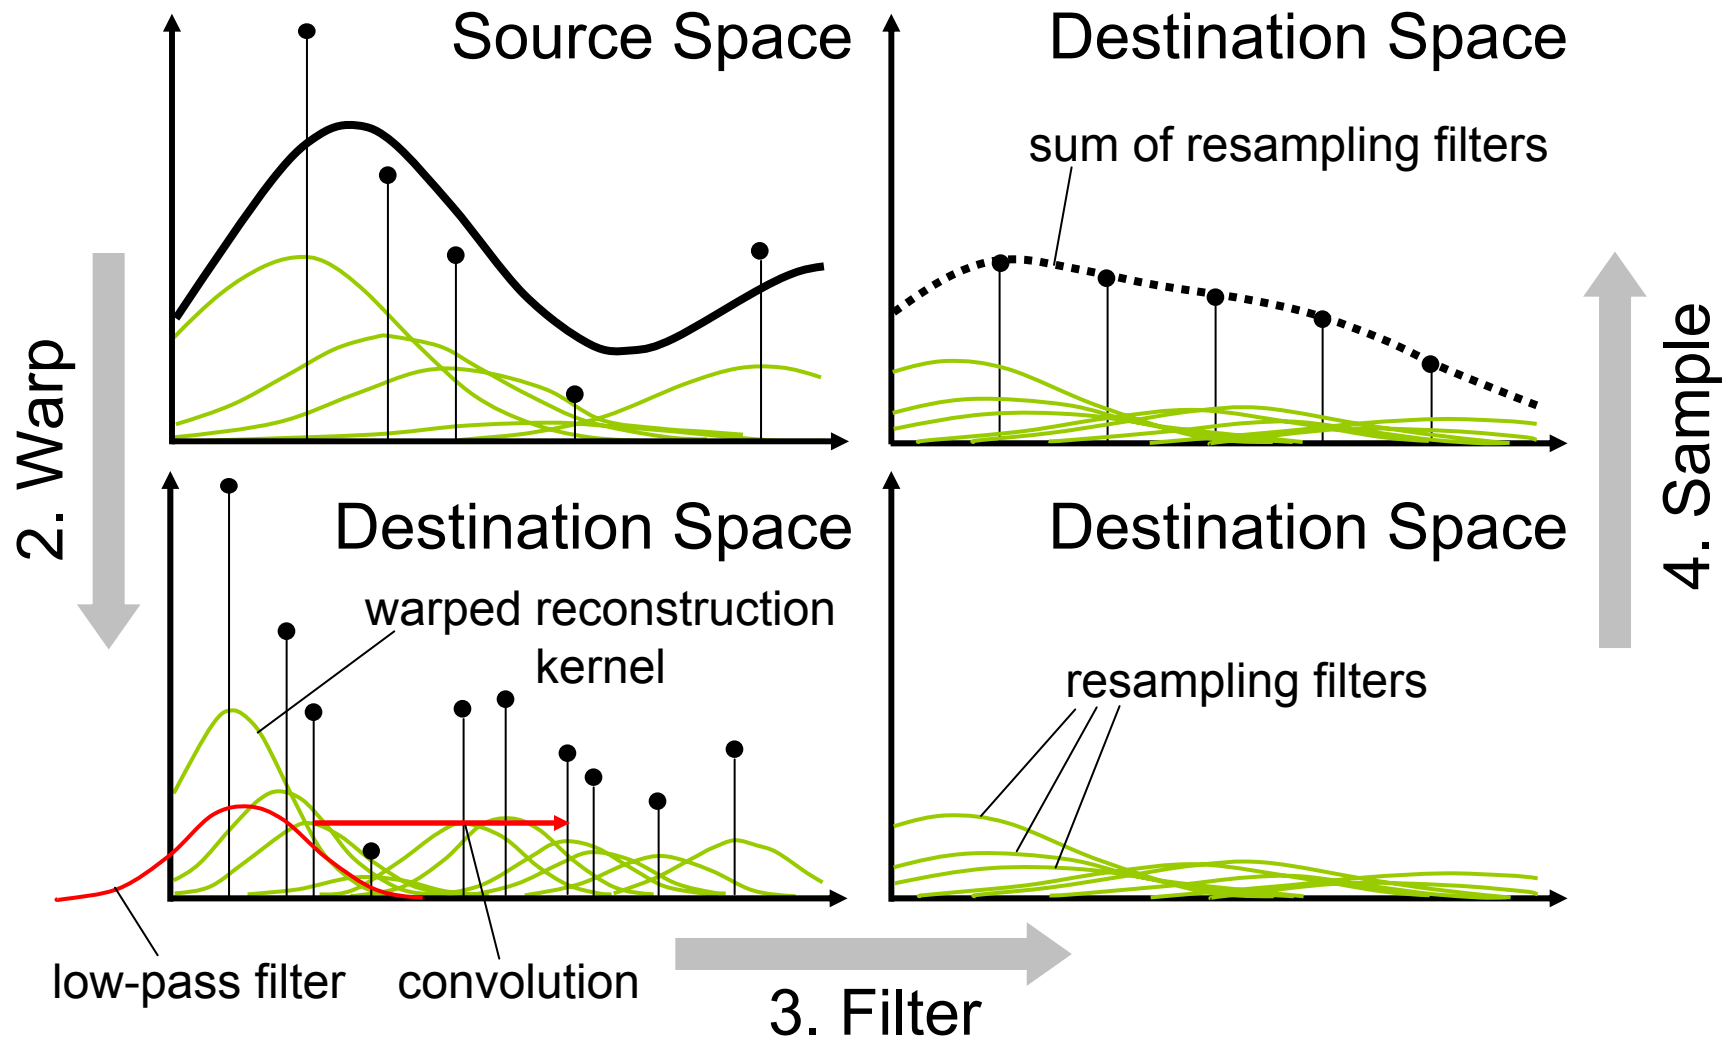 Source Space
Destination Space
sum of resampling filters
2. Warp
4. Sample
Destination Space
warped reconstruction
kernel
Destination Space
resampling filters
low-pass filter
convolution
3. Filter